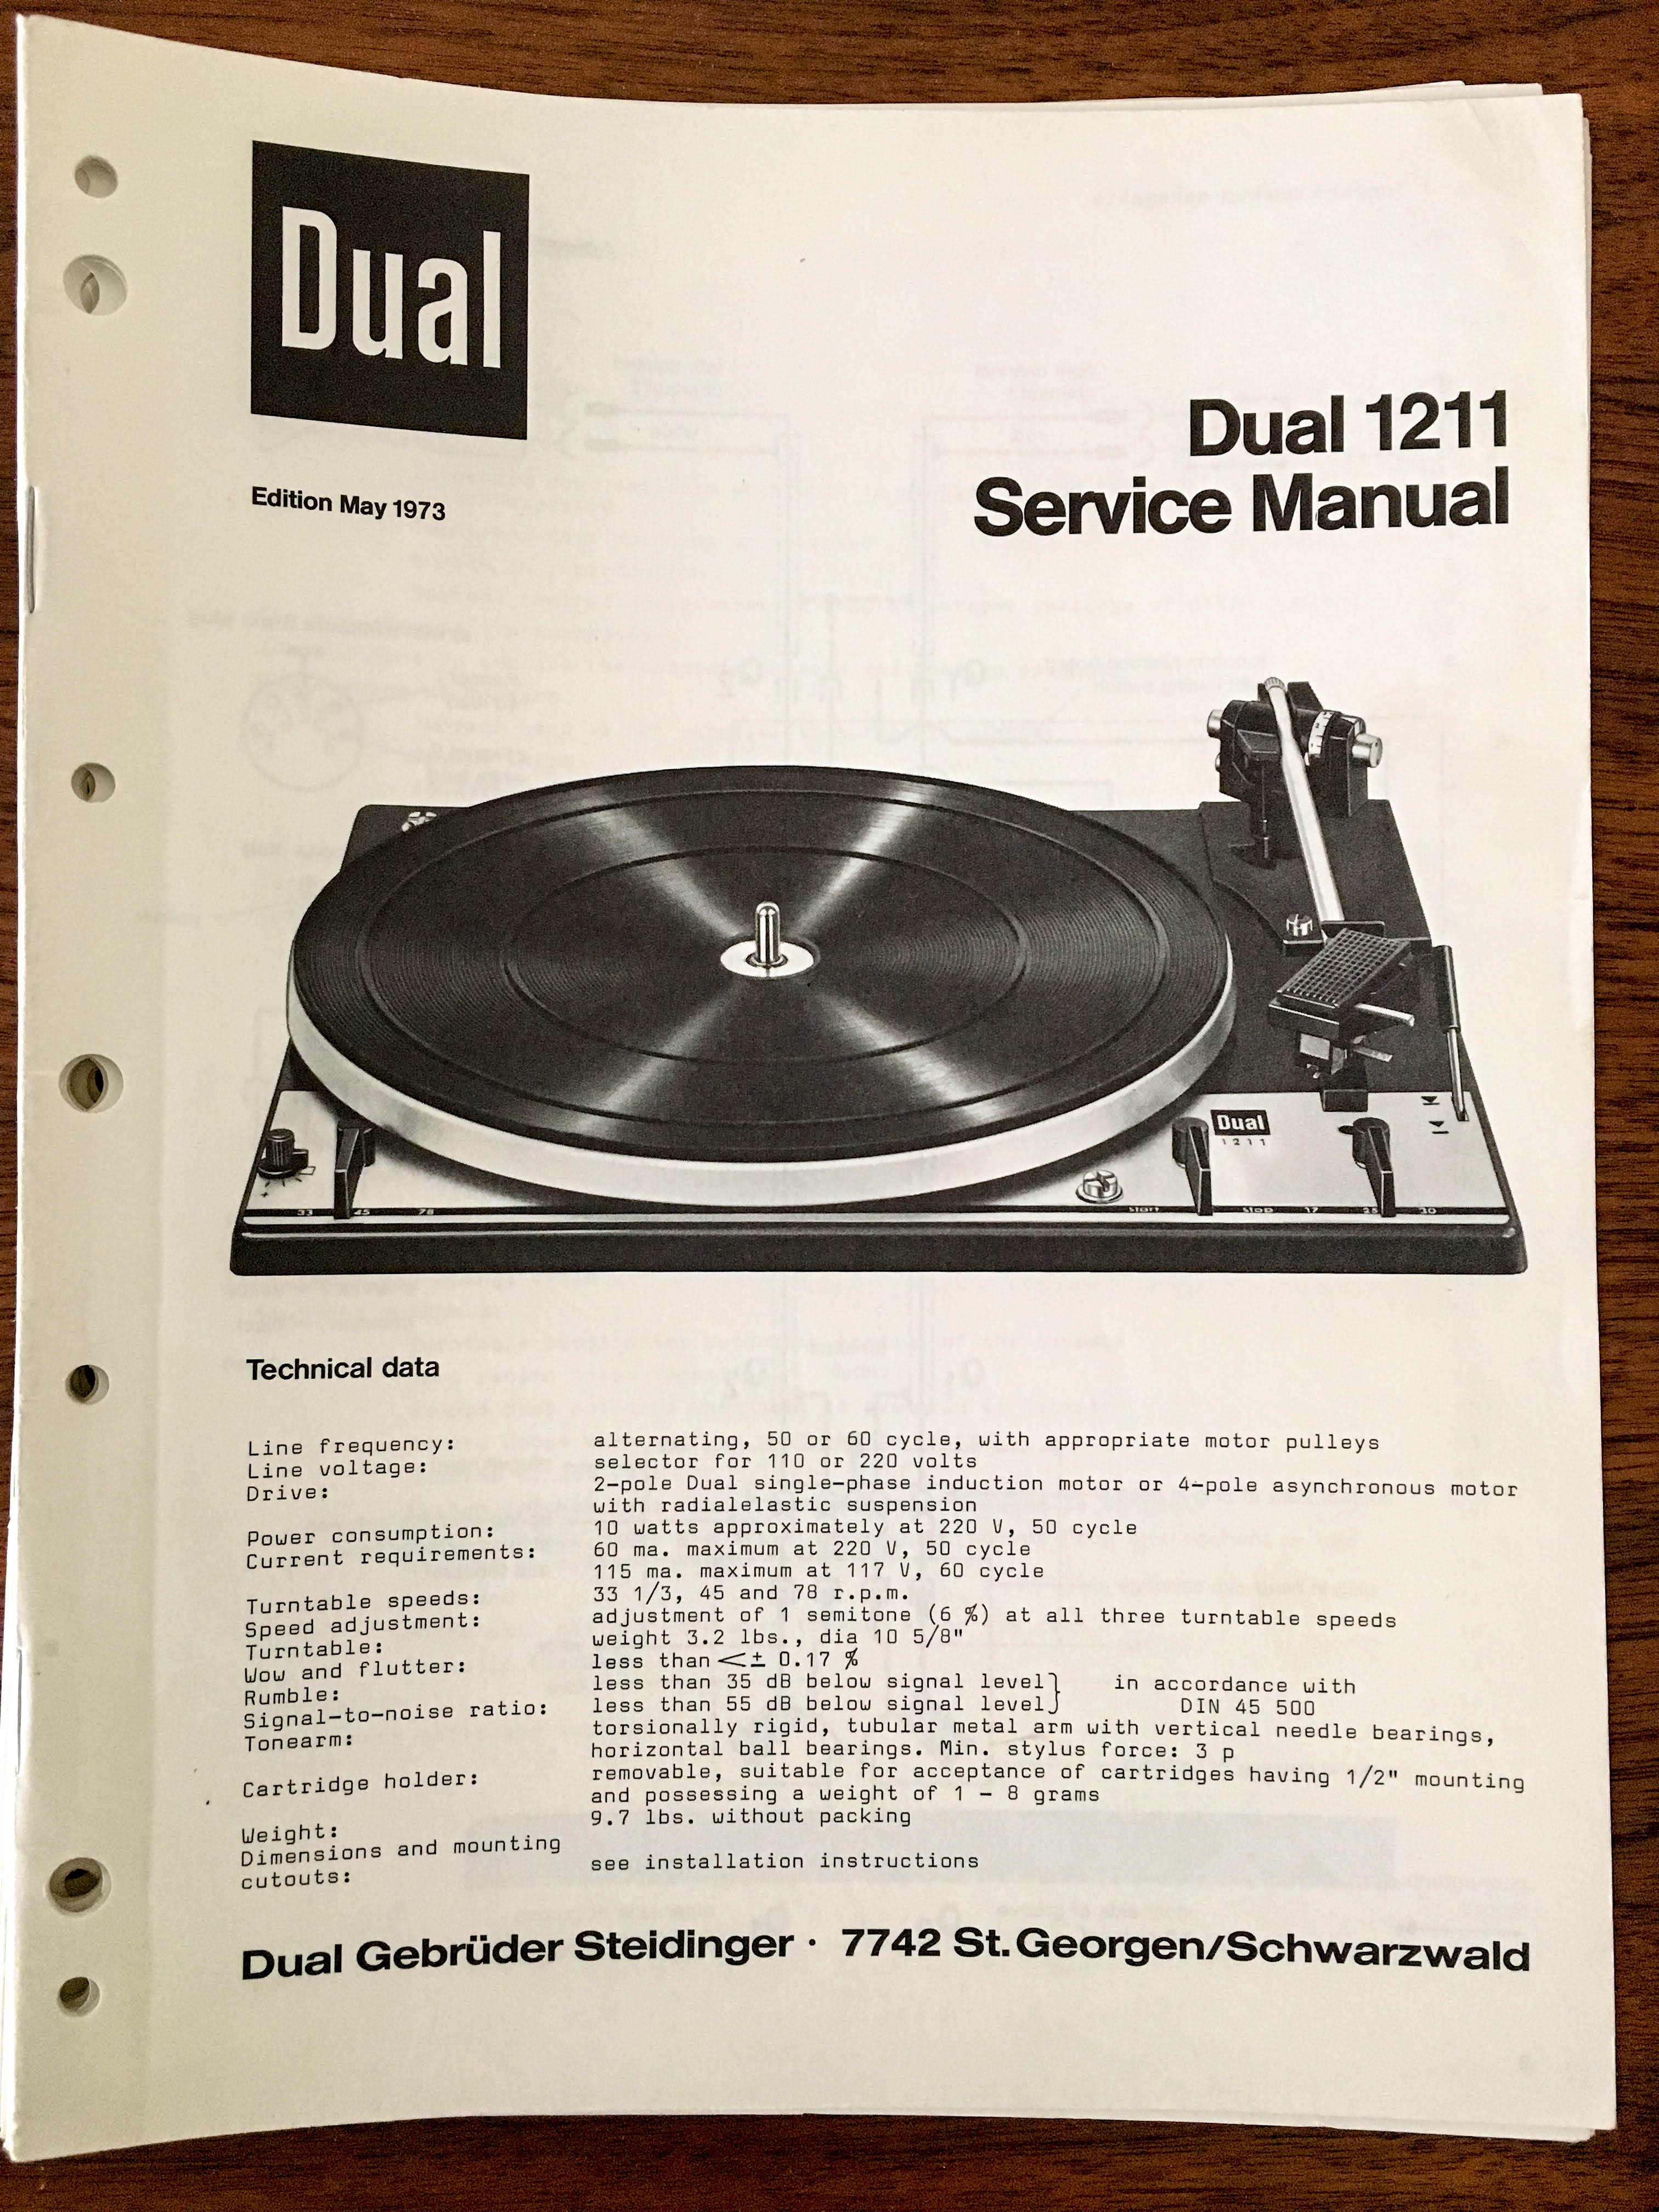 Dual
Dual 1211
Service Manual
Edition May 1973
Dual
1211
33 45 78
start stop 17 25 30
Technical data
Line frequency: alternating, 50 or 60 cycle, with appropriate motor pulleys
Line voltage: selector for 110 or 220 volts
Drive: 2-pole Dual single-phase induction motor or 4-pole asynchronous motor
with radialelastic suspension
Power consumption: 10 watts approximately at 220 V, 50 cycle
Current requirements: 60 ma. maximum at 220 V, 50 cycle
115 ma. maximum at 117 V, 60 cycle
Turntable speeds: 33 1/3, 45 and 78 r.p.m.
Speed adjustment: adjustment of 1 semitone (6 %) at all three turntable speeds
Turntable: weight 3.2 lbs., dia 10 5/8"
Wow and flutter: less than <± 0.17 %
Rumble: less than 35 dB below signal level} in accordance with
Signal-to-noise ratio: less than 55 dB below signal level} DIN 45 500
Tonearm: torsionally rigid, tubular metal arm with vertical needle bearings,
horizontal ball bearings. Min. stylus force: 3 p
Cartridge holder: removable, suitable for acceptance of cartridges having 1/2" mounting
and possessing a weight of 1 - 8 grams
Weight: 9.7 lbs. without packing
Dimensions and mounting
cutouts: see installation instructions
Dual Gebrüder Steidinger · 7742 St. Georgen/Schwarzwald